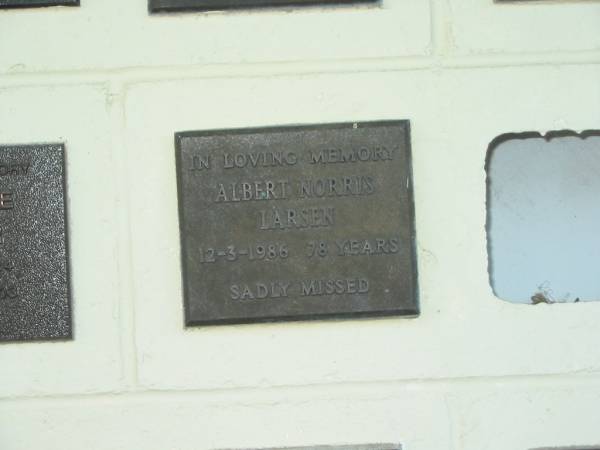 IN LOVING MEMORY
ALBERT NORRIS
LARSEN
12-3-1986 78 YEARS
SADLY MISSED